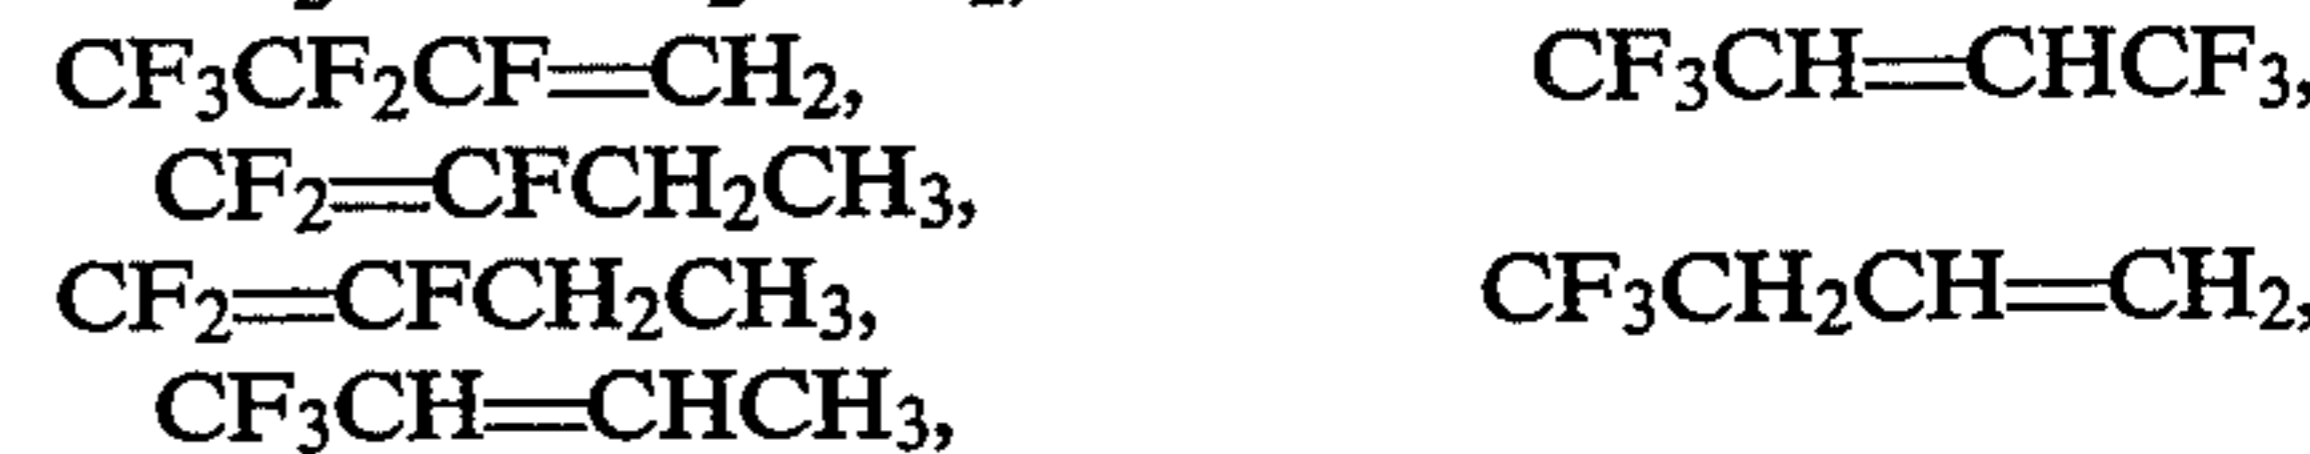 CF₃CF₂CF=CH₂, CF₃CH=CHCF₃,
CF₂=CFCH₂CH₃,
CF₂=CFCH₂CH₃, CF₃CH₂CH=CH₂,
CF₃CH=CHCH₃,